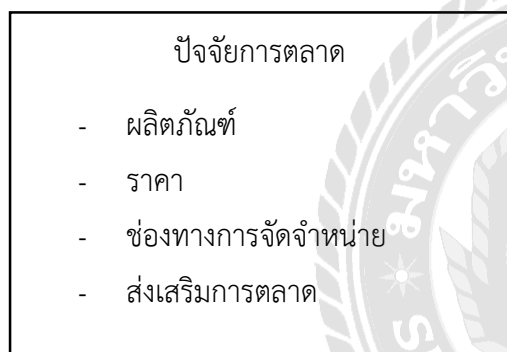 ปัจจัยการตลาด
- ผลิตภัณฑ์
- ราคา
- ช่องทางการจัดจำหน่าย
- ส่งเสริมการตลาด